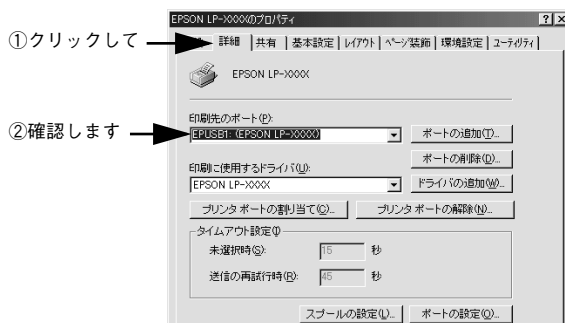 EPSON LP-XXXXのプロパティ
①クリックして
詳細 共有 基本設定 レイアウト ページ装飾 環境設定 ユーティリティ
EPSON LP-XXXX
印刷先のポート(P):
②確認します
EPUSB1: (EPSON LP-XXXX)
ポートの追加(T)...
ポートの削除(D)...
印刷に使用するドライバ(U):
EPSON LP-XXXX
ドライバの追加(W)...
プリンタ ポートの割り当て(C)...
プリンタ ポートの解除(N)...
タイムアウト設定(I)
未選択時(S): 15 秒
送信の再試行時(R): 45 秒
スプールの設定(L)...
ポートの設定(O)...